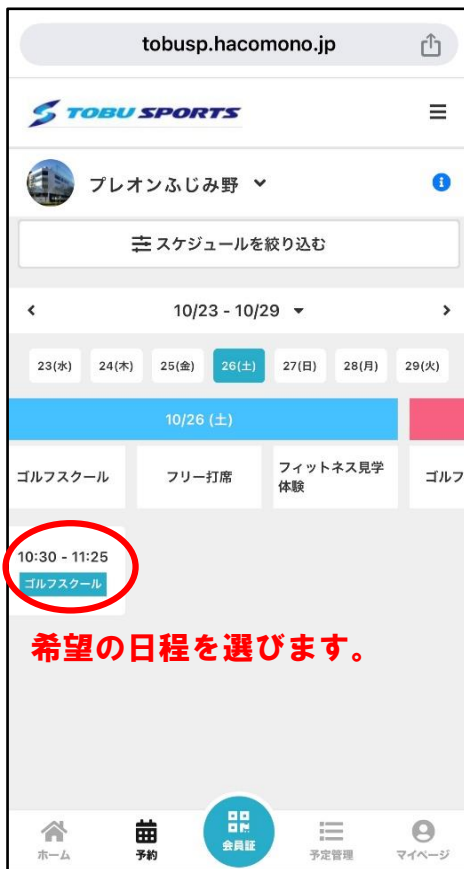 tobusp.hacomono.jp
TOBU SPORTS
プレオンふじみ野
スケジュールを絞り込む
10/23 - 10/29
23(水) 24(木) 25(金) 26(土) 27(日) 28(月) 29(火)
10/26 (土)
ゴルフスクール フリー打席 フィットネス見学 ゴルフ
体験
10:30 - 11:25
ゴルフスクール
希望の日程を選びます。
ホーム 予約 会員証 予定管理 マイページ